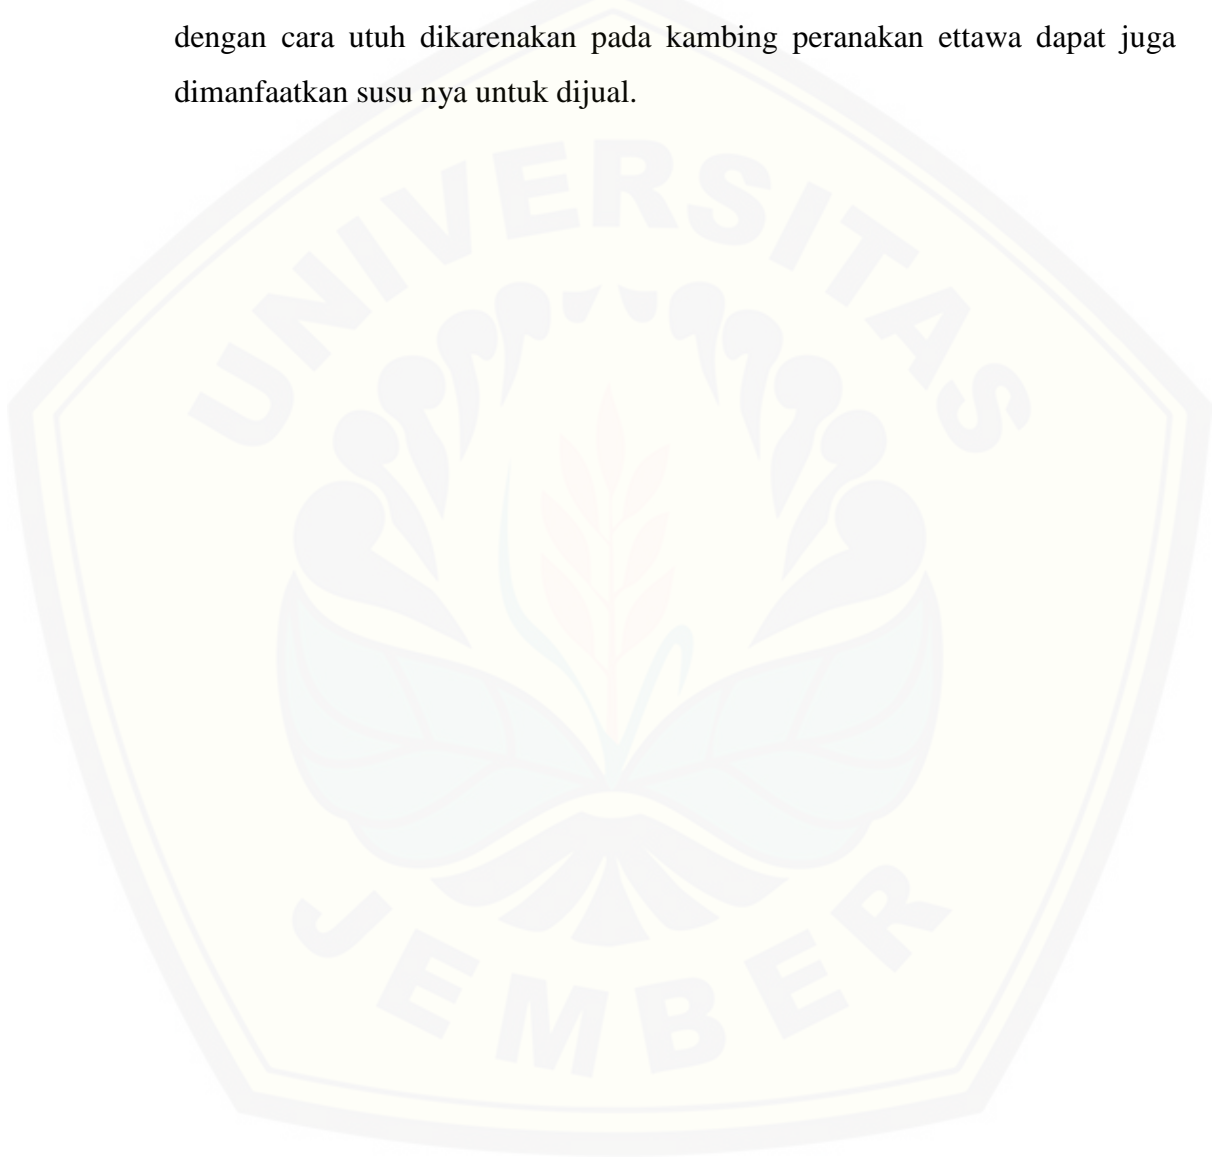 dengan cara utuh dikarenakan pada kambing peranakan ettawa dapat juga
dimanfaatkan susu nya untuk dijual.
UNIVERSITAS
JEMBER